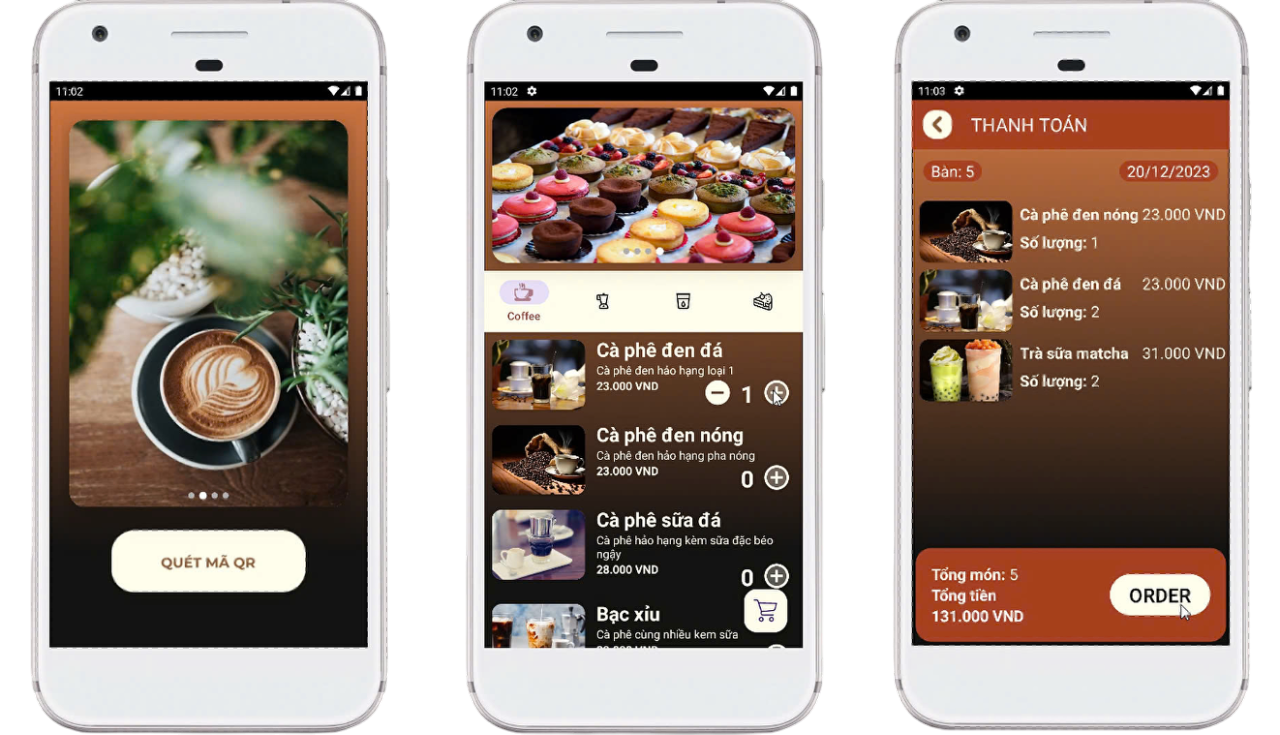 11:02
QUÉT MÃ QR
11:02
Coffee
Cà phê đen đá
Cà phê đen hảo hạng loại 1
23.000 VND
1
Cà phê đen nóng
Cà phê đen hảo hạng pha nóng
23.000 VND
0
Cà phê sữa đá
Cà phê hảo hạng kèm sữa đặc béo
ngậy
28.000 VND
0
Bạc xỉu
Cà phê cùng nhiều kem sữa
11:03
THANH TOÁN
Bàn: 5 20/12/2023
Cà phê đen nóng 23.000 VND
Số lượng: 1
Cà phê đen đá 23.000 VND
Số lượng: 2
Trà sữa matcha 31.000 VND
Số lượng: 2
Tổng món: 5
Tổng tiền
131.000 VND
ORDER